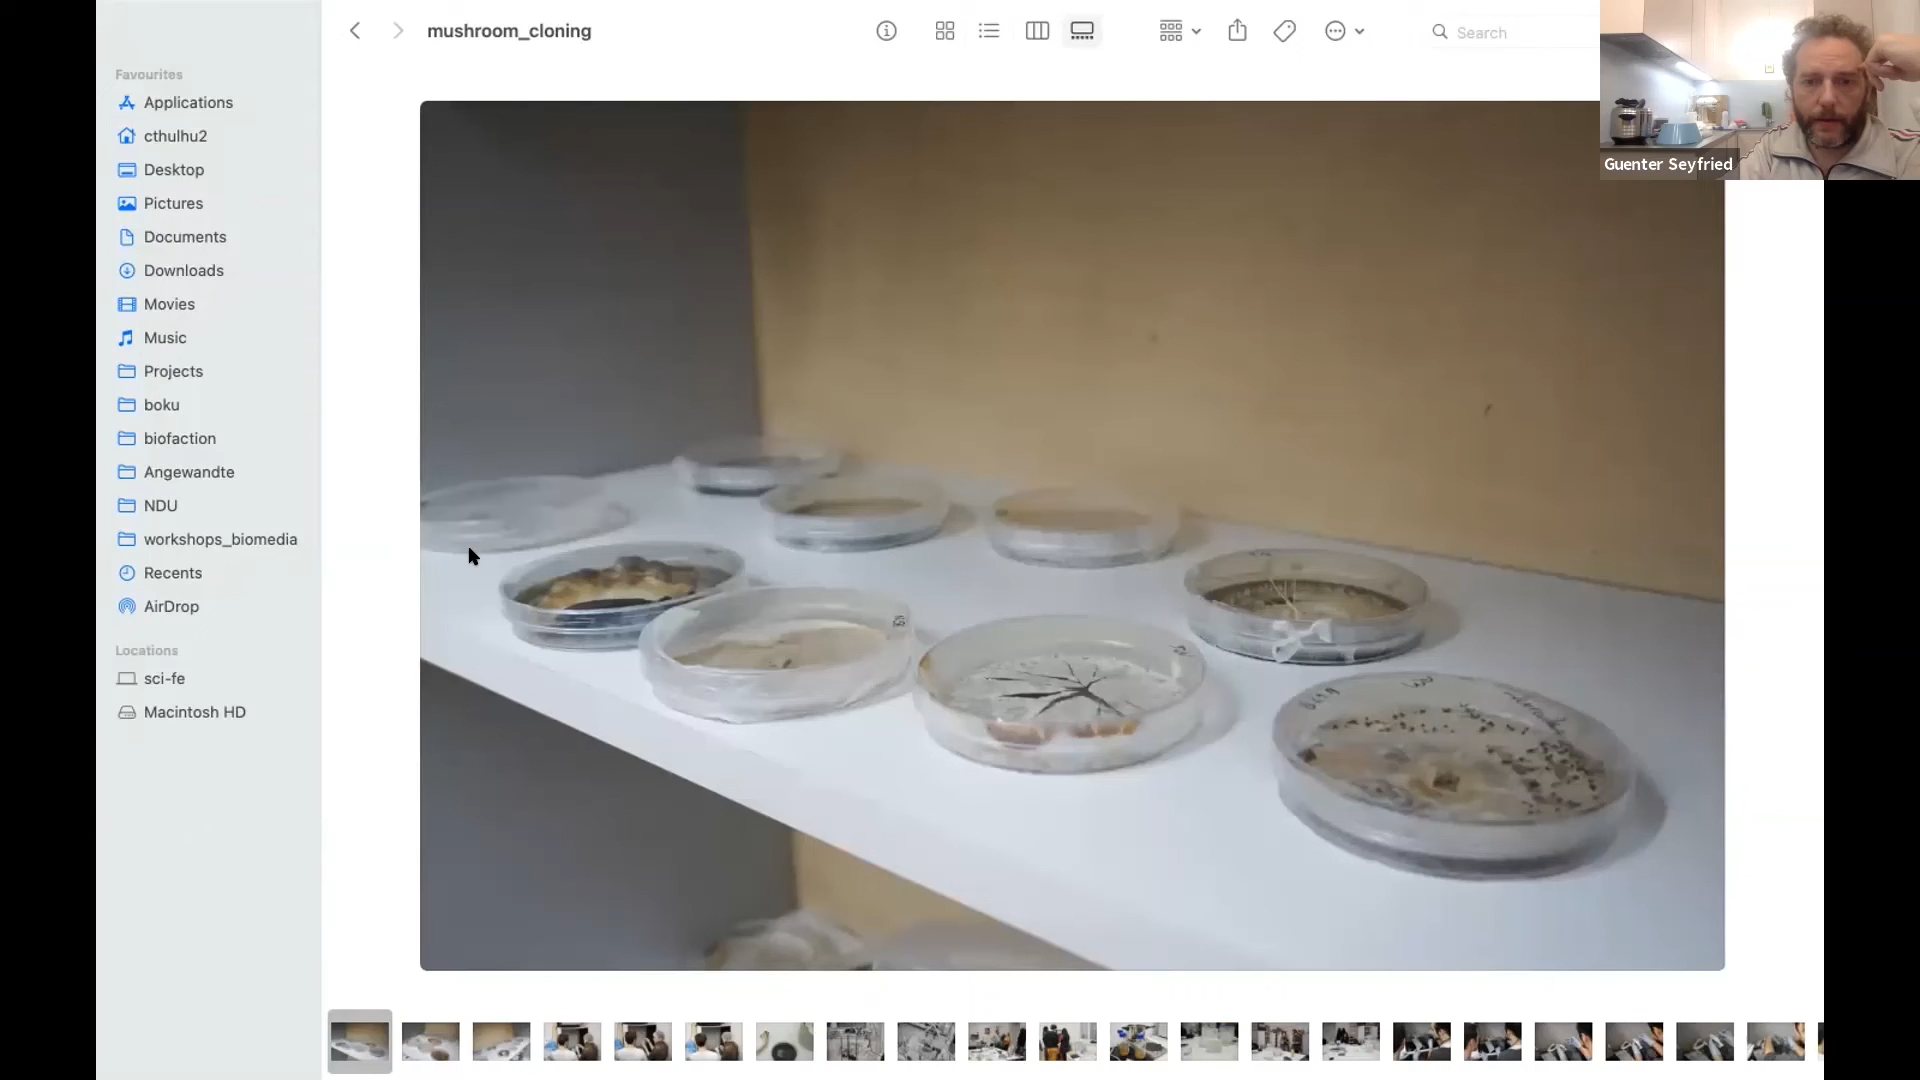 mushroom_cloning
Search
Guenter Seyfried
Favourites
Applications
cthulhu2
Desktop
Pictures
Documents
Downloads
Movies
Music
Projects
boku
biofaction
Angewandte
NDU
workshops_biomedia
Recents
AirDrop
Locations
sci-fe
Macintosh HD